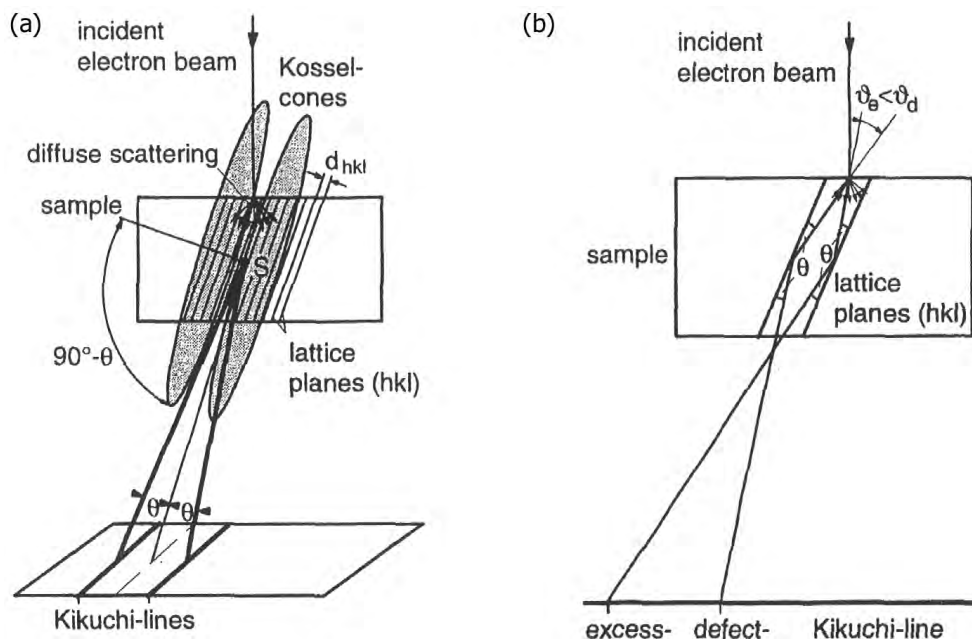 (a)
incident
electron beam
Kossel-
cones
diffuse scattering
d hkl
sample
S
90°-θ
lattice
planes (hkl)
θ θ
Kikuchi-lines
(b)
incident
electron beam
ϑe<ϑd
sample
θ θ
lattice
planes (hkl)
excess- defect- Kikuchi-line